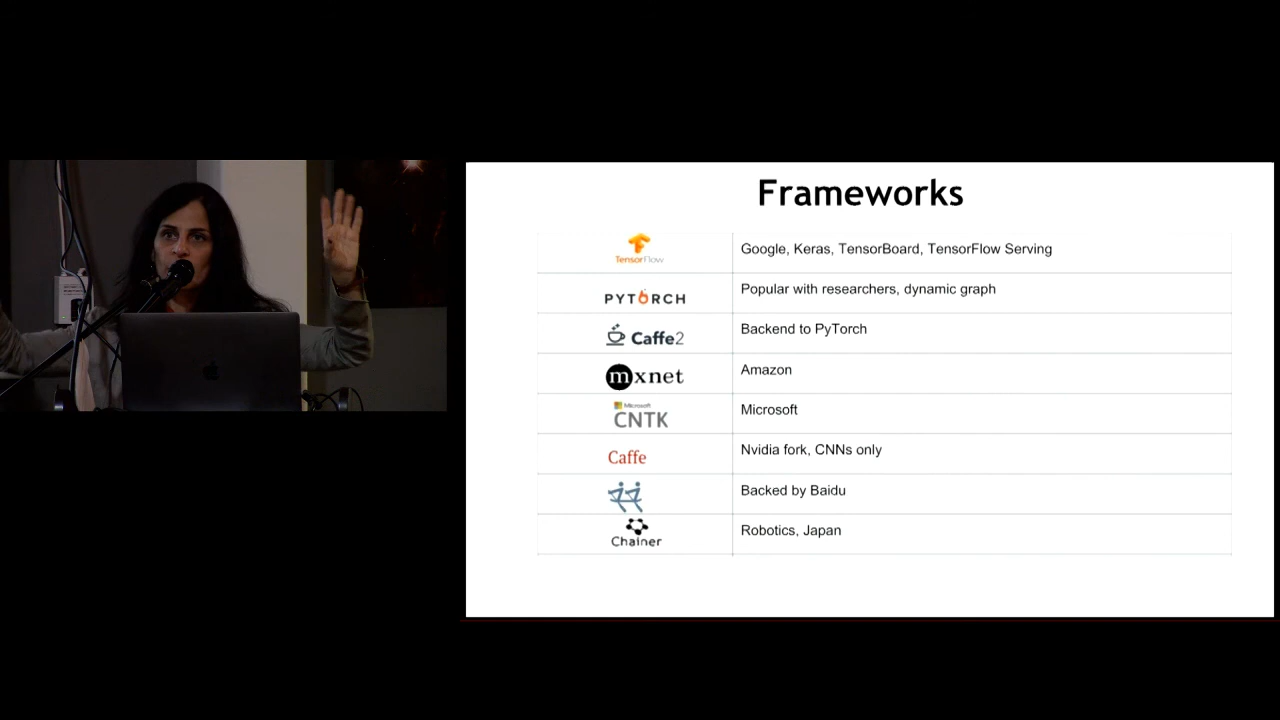 Frameworks
TensorFlow
Google, Keras, TensorBoard, TensorFlow Serving
PYTORCH
Popular with researchers, dynamic graph
Caffe2
Backend to PyTorch
mxnet
Amazon
Microsoft
CNTK
Microsoft
Caffe
Nvidia fork, CNNs only
Backed by Baidu
Chainer
Robotics, Japan